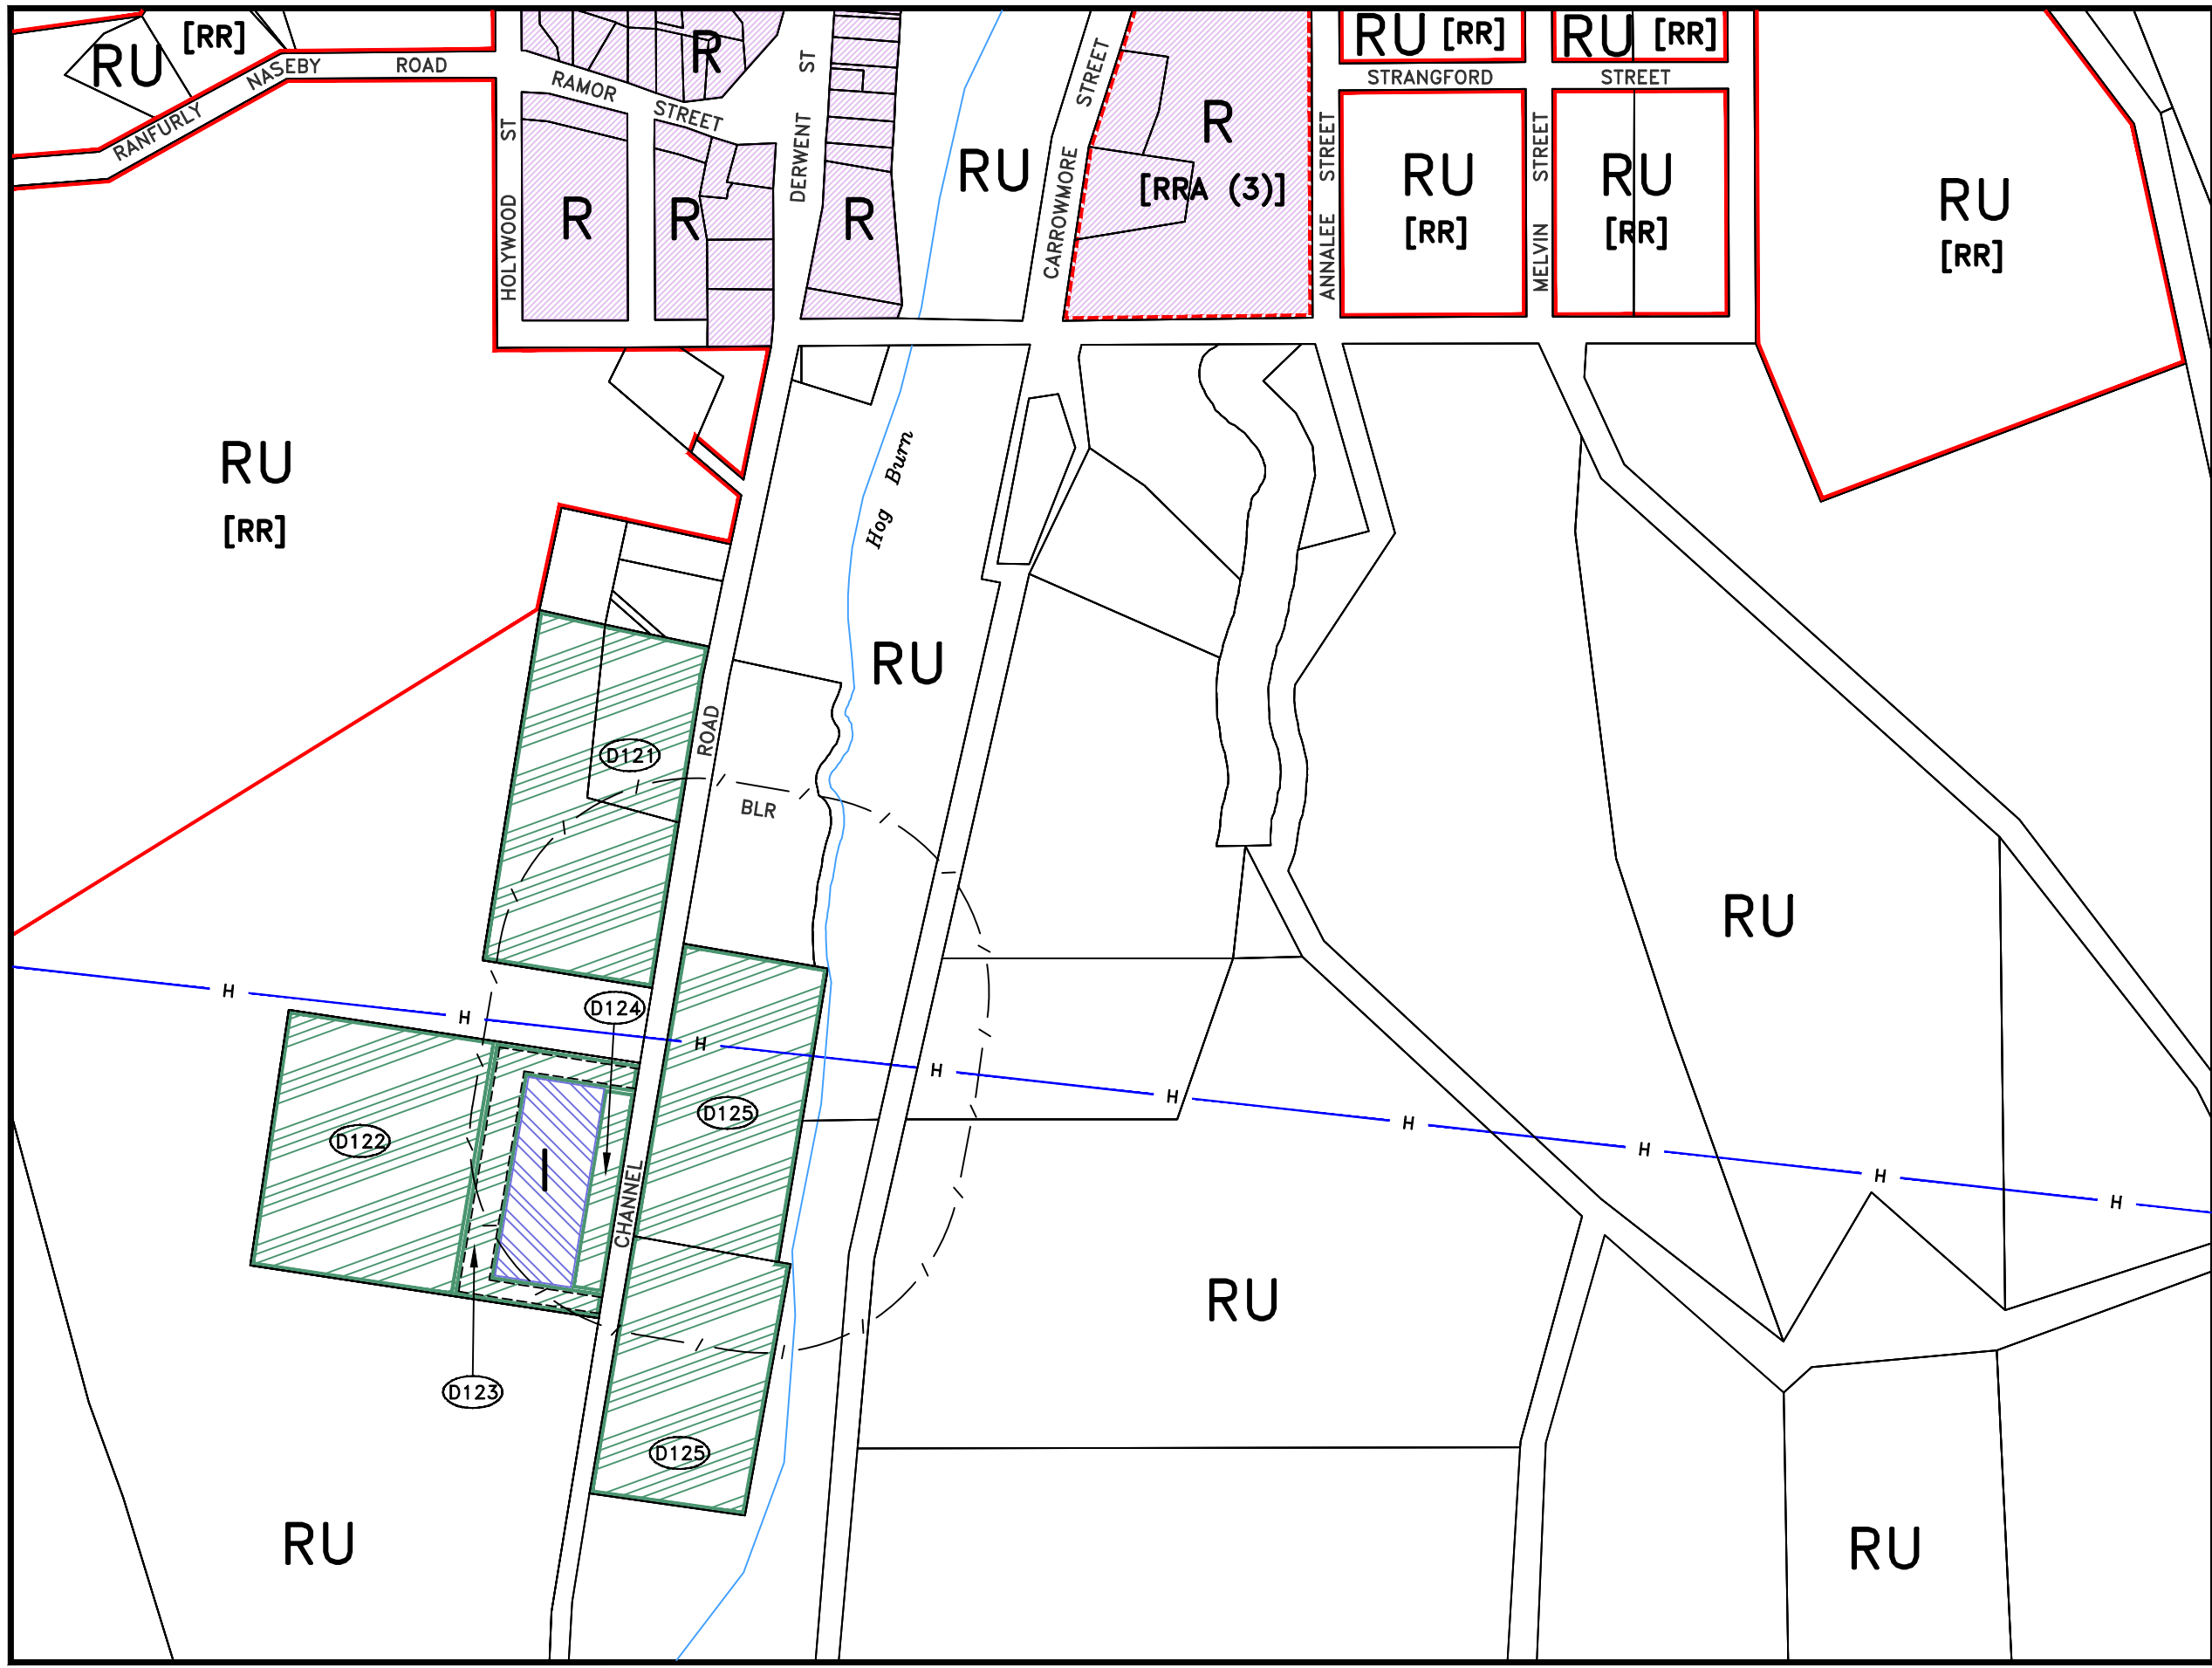 RU [RR]
RANFURLY NASEBY ROAD
RAMOR STREET
R
HOLYWOOD ST
R
R
DERWENT ST
R
RU
CARROWMORE STREET
R
[RRA (3)]
ANNALEE STREET
RU [RR]
RU [RR]
STRANGFORD STREET
RU
[RR]
MELVIN STREET
RU
[RR]
RU
[RR]
RU
[RR]
Hog Burn
RU
D121
ROAD
BLR
RU
H
H
H
H
H
H
H
H
H
D124
D122
D125
I
CHANNEL
D123
D125
RU
RU
RU